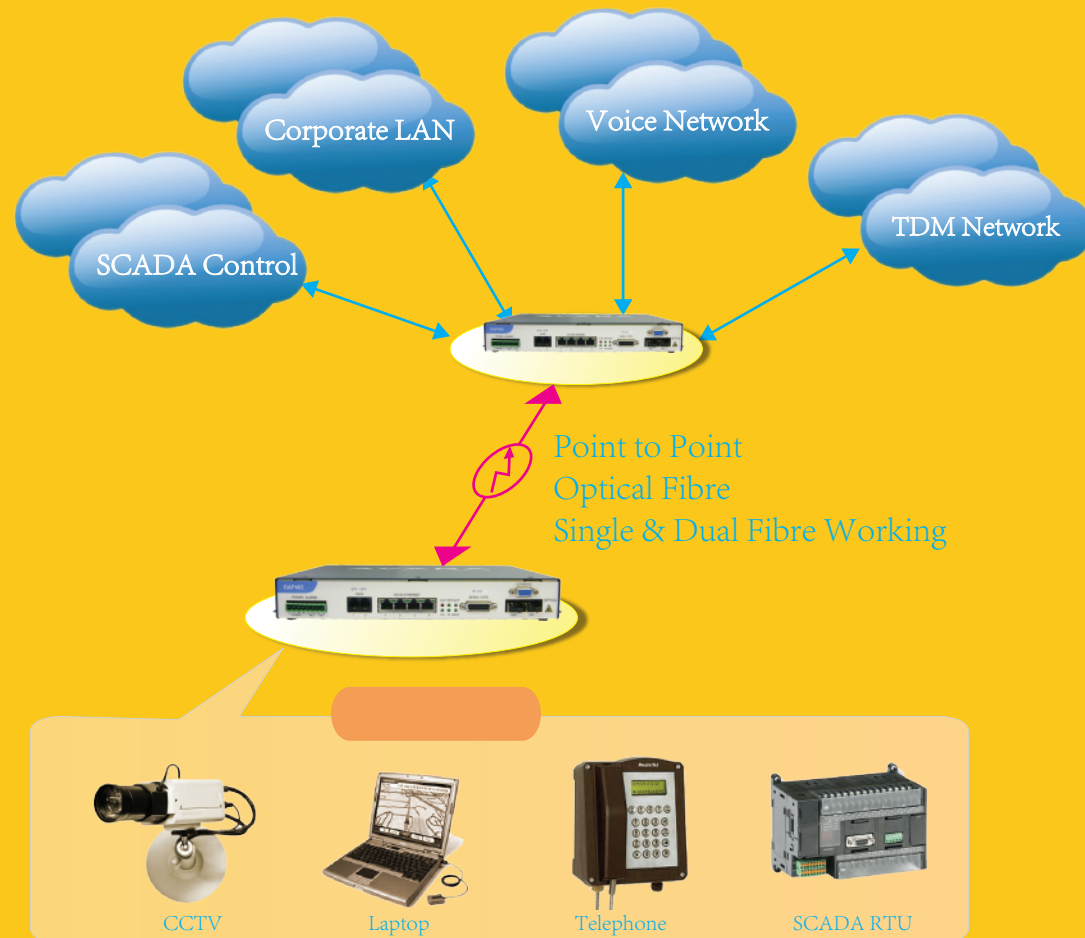 Corporate LAN
Voice Network
TDM Network
SCADA Control
Point to Point
Optical Fibre
Single & Dual Fibre Working
CCTV
Laptop
Telephone
SCADA RTU